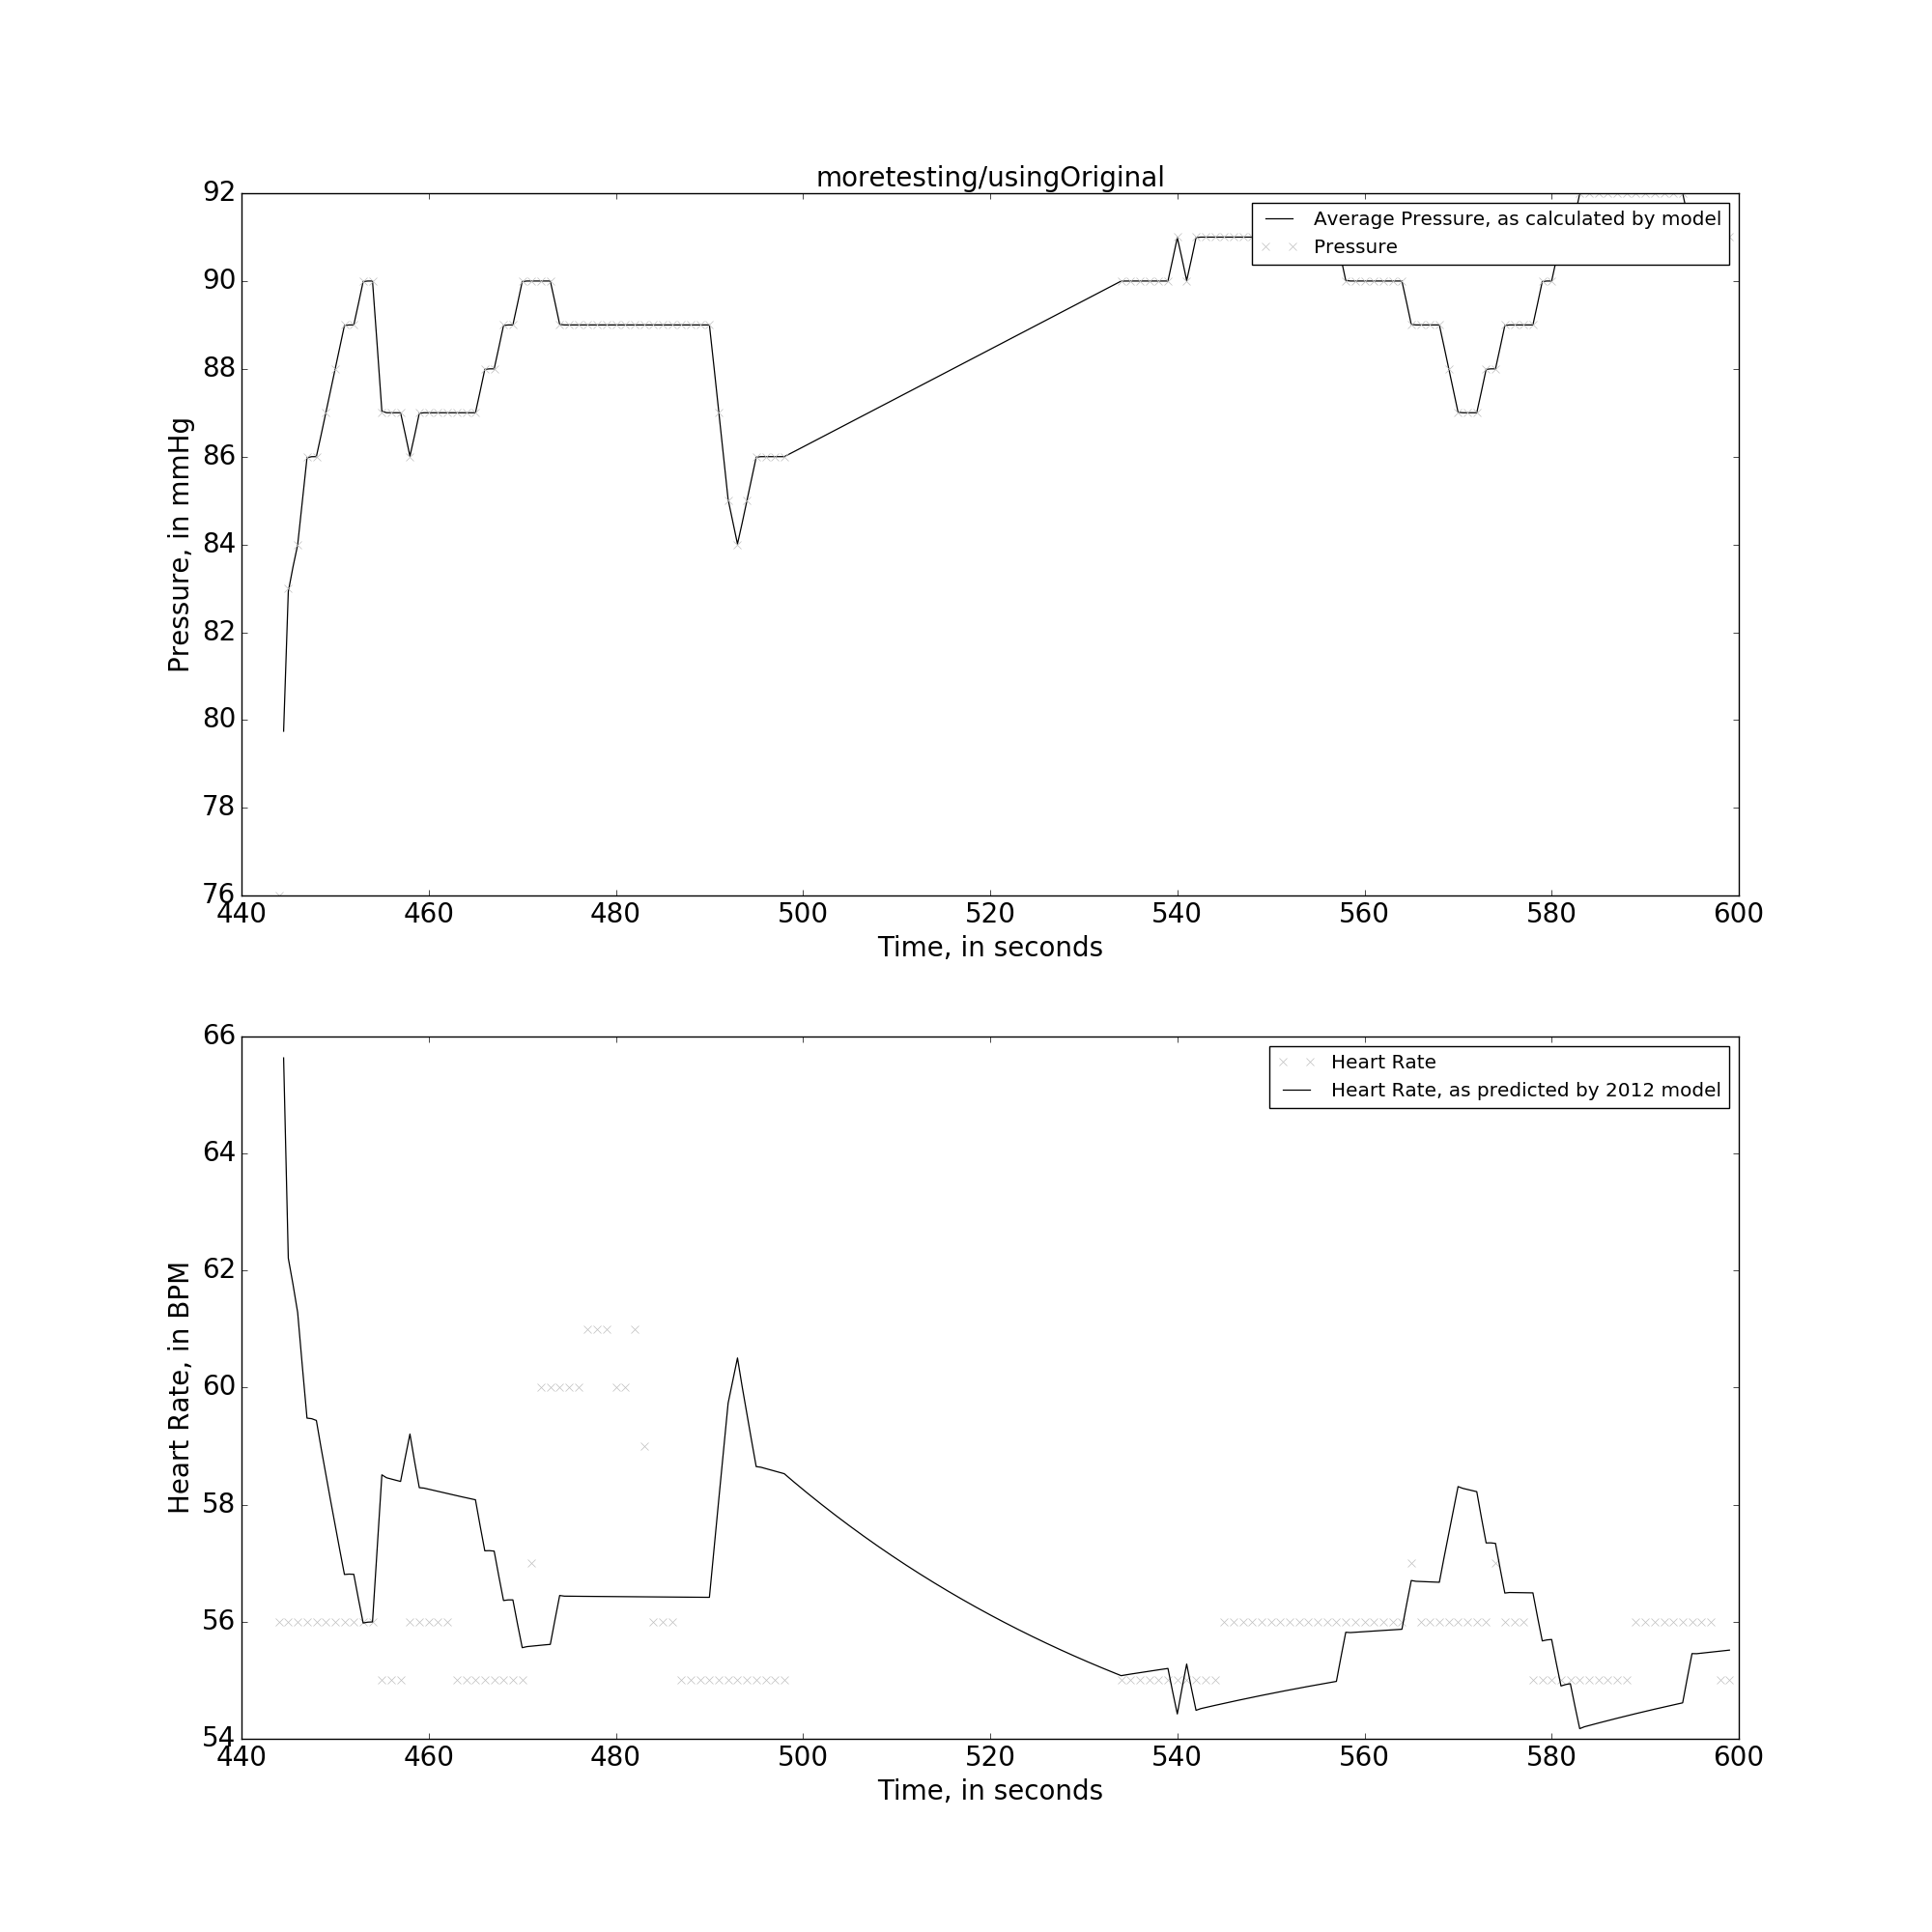 moretesting/usingOriginal
92
90
88
86
84
82
80
78
76
Pressure, in mmHg
Average Pressure, as calculated by model
Pressure
440 460 480 500 520 540 560 580 600
Time, in seconds
66
64
62
60
58
56
54
Heart Rate, in BPM
Heart Rate
Heart Rate, as predicted by 2012 model
440 460 480 500 520 540 560 580 600
Time, in seconds